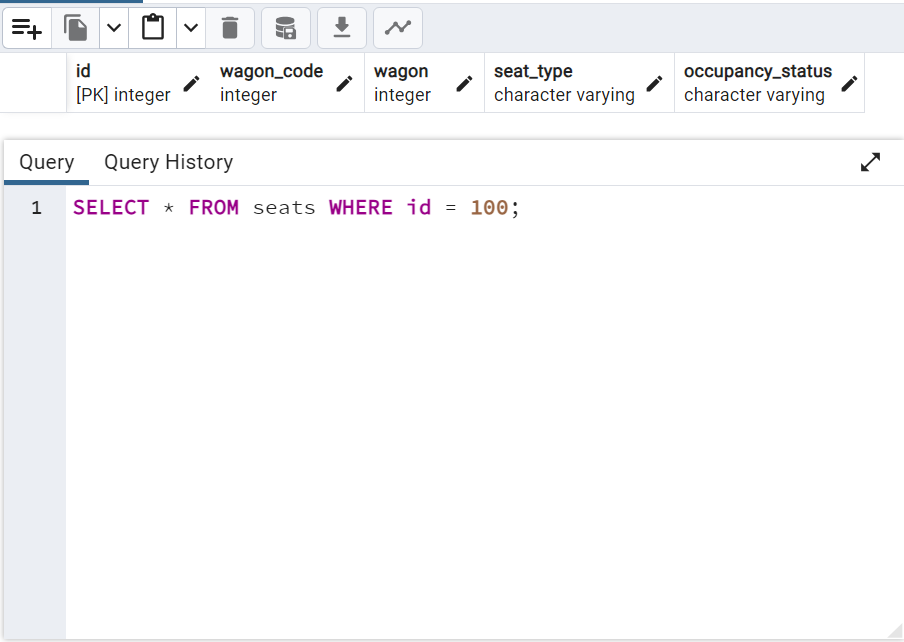 id wagon_code wagon seat_type occupancy_status
[PK] integer integer integer character varying character varying
Query Query History
1 SELECT * FROM seats WHERE id = 100;